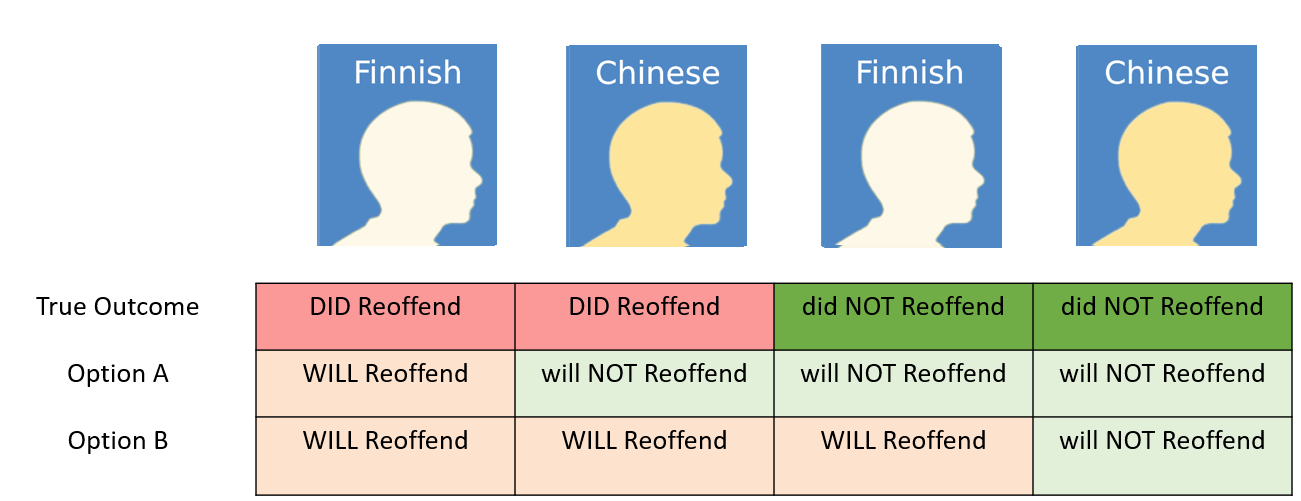 Finnish Chinese Finnish Chinese
True Outcome DID Reoffend DID Reoffend did NOT Reoffend did NOT Reoffend
Option A WILL Reoffend will NOT Reoffend will NOT Reoffend will NOT Reoffend
Option B WILL Reoffend WILL Reoffend WILL Reoffend will NOT Reoffend